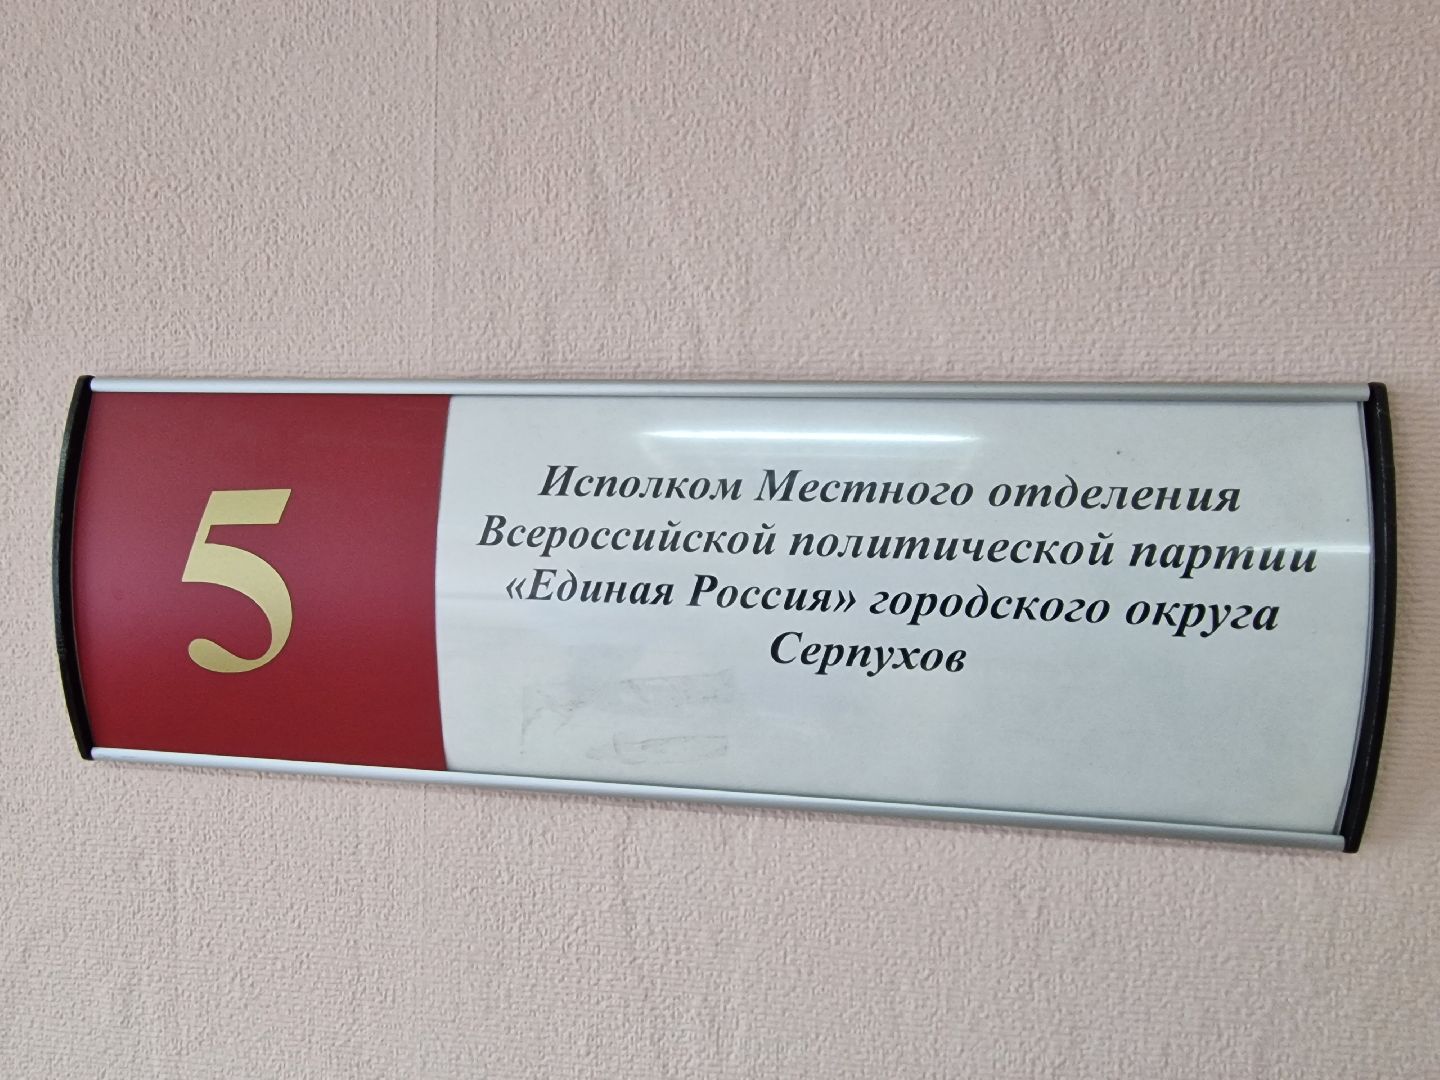 5
Исполком Местного отделения
Всероссийской политической партии
«Единая Россия» городского округа
Серпухов